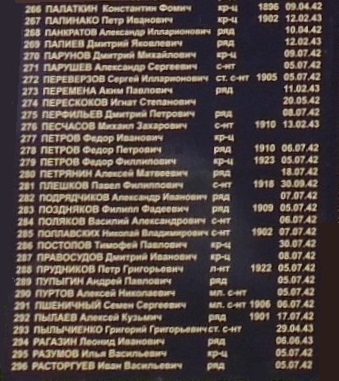 266 ПАЛАТКИН Константин Фомич кр-ц 1896 09.04.42
267 ПАПИНАКО Петр Иванович кр-ц 1902 12.02.43
268 ПАНКРАТОВ Александр Илларионович ряд 10.04.42
269 ПАПИЕВ Дмитрий Яковлевич ряд 12.02.43
270 ПАРУНОВ Дмитрий Михайлович кр-ц 09.07.42
271 ПАРУШЕВ Александр Сергеевич с-нт 05.07.42
272 ПЕРЕВЕРЗОВ Сергей Илларионович ст. с-нт 1905 05.07.42
273 ПЕРЕМЕНА Аким Павлович ряд 11.02.43
274 ПЕРЕСКОКОВ Игнат Степанович 20.05.42
275 ПЕРФИЛЬЕВ Дмитрий Петрович ряд 08.07.42
276 ПЕСЧАСОВ Михаил Захарович с-нт 1910 13.02.43
277 ПЕТРОВ Федор Иванович кр-ц
278 ПЕТРОВ Федор Петрович ряд 1910 06.07.42
279 ПЕТРОВ Федор Филлипович кр-ц 1923 05.07.42
280 ПЕТРЯНИН Алексей Матвеевич ряд 18.07.42
281 ПЛЕШКОВ Павел Филиппович с-нт 1918 30.09.42
282 ПОДРЯДЧИКОВ Александр Иванович ряд 07.07.42
283 ПОЗДНЯКОВ Филипп Фадеевич ряд 1909 05.07.42
284 ПОЛЯКОВ Василий Александрович с-нт 06.07.42
285 ПОПЛАВСКИХ Николай Владимирович с-нт 1902 07.07.42
286 ПОСТОЛОВ Тимофей Павлович кр-ц 30.07.42
287 ПРАВОСУДОВ Дмитрий Иванович кр-ц 08.07.42
288 ПРУДНИКОВ Петр Григорьевич л-нт 1922 05.07.42
289 ПУПЫГИН Андрей Павлович ряд 05.07.42
290 ПУРТОВ Алексей Николаевич мл. с-нт 05.07.42
291 ПШЕНИЧНЫЙ Семен Сергеевич мл. с-нт 1906 06.07.42
292 ПЫЛАЕВ Алексей Кузьмич ряд 1901 17.07.42
293 ПЫЛЬЧИЕНКО Григорий Григорьевич ст. с-нт 29.04.43
294 РАГАЗИН Леонид Иванович ряд 06.06.43
295 РАЗУМОВ Илья Васильевич кр-ц 05.07.42
296 РАСТОРГУЕВ Иван Васильевич ряд 05.07.42